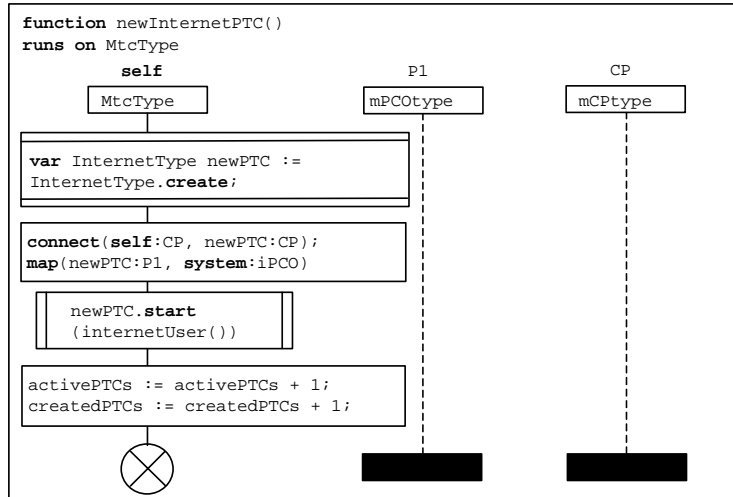 function newInternetPTC()
runs on MtcType
self P1 CP
MtcType mPCOtype mCPtype
var InternetType newPTC :=
InternetType.create;
connect(self:CP, newPTC:CP);
map(newPTC:P1, system:iPCO)
newPTC.start
(internetUser())
activePTCs := activePTCs + 1;
createdPTCs := createdPTCs + 1;